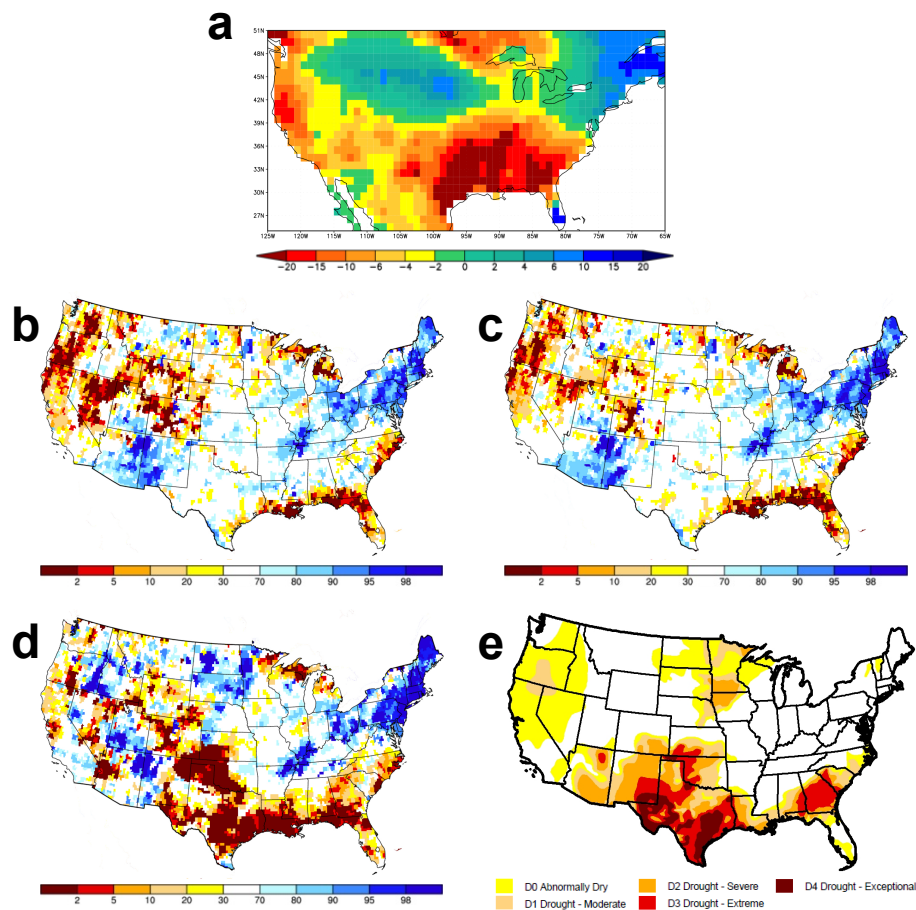 a
51N
48N
45N
42N
39N
36N
33N
30N
27N
125W 120W 115W 110W 105W 100W 95W 90W 85W 80W 75W 70W 65W
−20 −15 −10 −6 −4 −2 0 2 4 6 10 15 20
b
c
2 5 10 20 30 70 80 90 95 98
2 5 10 20 30 70 80 90 95 98
d
e
2 5 10 20 30 70 80 90 95 98
D0 Abnormally Dry
D2 Drought - Severe
D4 Drought - Exceptional
D1 Drought - Moderate
D3 Drought - Extreme